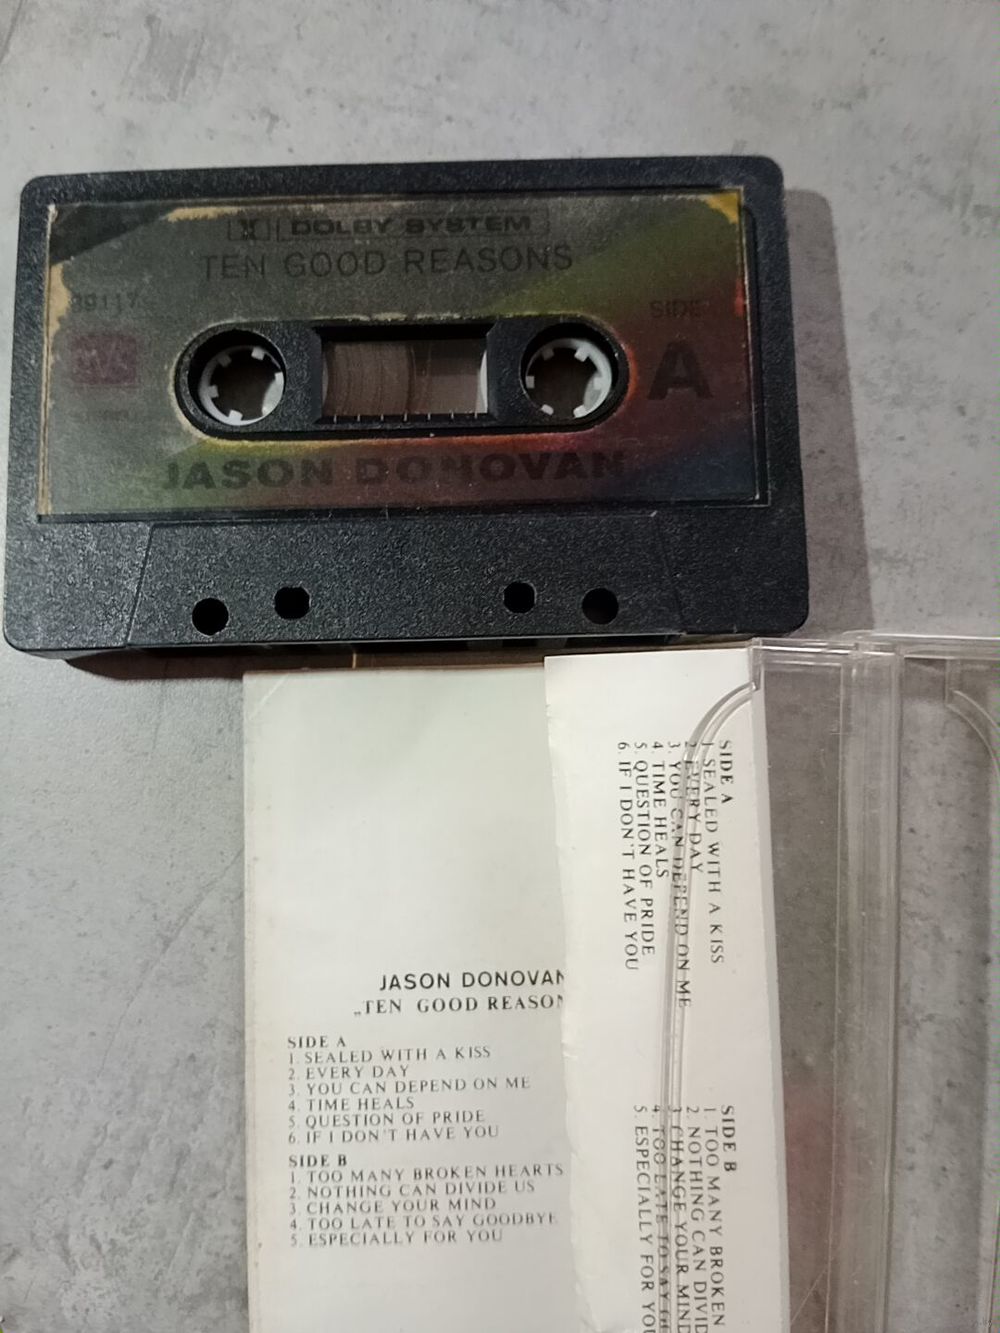 DOLBY SYSTEM
TEN GOOD REASONS
SIDE
A
JASON DONOVAN
JASON DONOVAN
„TEN GOOD REASON
SIDE A
1. SEALED WITH A KISS
2. EVERY DAY
3. YOU CAN DEPEND ON ME
4. TIME HEALS
5. QUESTION OF PRIDE
6. IF I DON'T HAVE YOU
SIDE B
1. TOO MANY BROKEN HEARTS
2. NOTHING CAN DIVIDE US
3. CHANGE YOUR MIND
4. TOO LATE TO SAY GOODBYE
5. ESPECIALLY FOR YOU
SIDE A
1. SEALED WITH A KISS
2. EVERY DAY
3. YOU CAN DEPEND ON ME
4. TIME HEALS
5. QUESTION OF PRIDE
6. IF I DON'T HAVE YOU
SIDE B
1. TOO MANY BROKEN
2. NOTHING CAN DIVID
3. CHANGE YOUR MIND
4. TOO LATE TO SAY G
5. ESPECIALLY FOR YOU